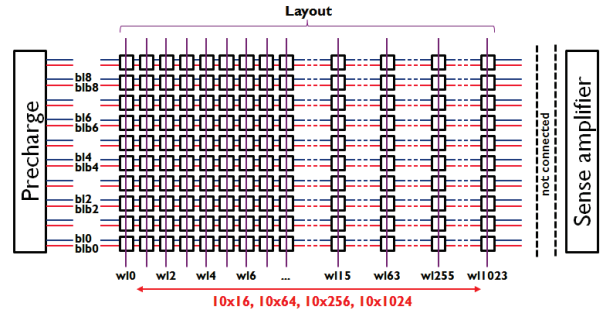 Layout
Precharge
bl8
blb8
bl6
blb6
bl4
blb4
bl2
blb2
bl0
blb0
not connected
Sense amplifier
wl0 wl2 wl4 wl6 ... wl15 wl63 wl255 wl1023
10x16, 10x64, 10x256, 10x1024